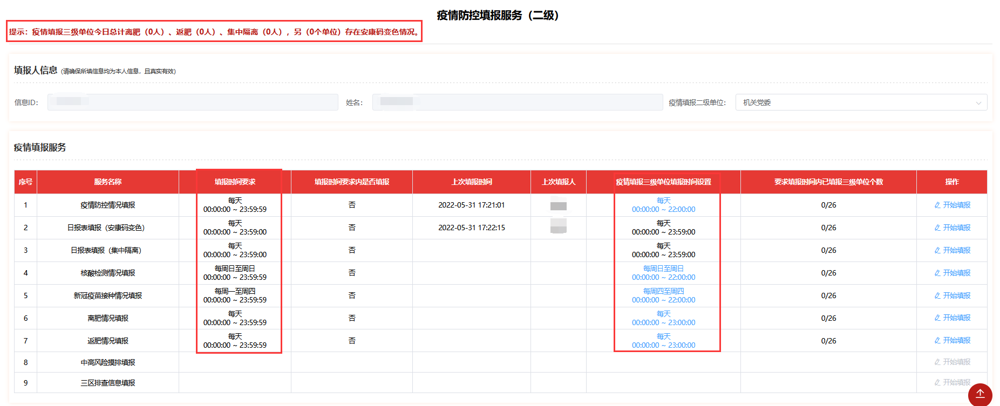 疫情防控填报服务（二级）
提示：疫情填报三级单位今日总计离肥（0人）、返肥（0人）、集中隔离（0人），另（0个单位）存在安康码变色情况。
填报人信息 (请确保所填信息均为本人信息，且真实有效)
信息ID： 姓名： 疫情填报二级单位： 机关党委
疫情填报服务
序号 服务名称 填报时间要求 填报时间要求内是否填报 上次填报时间 上次填报人 疫情填报三级单位填报时间设置 要求填报时间内已填报三级单位个数 操作
1 疫情防控情况填报 每天 00:00:00 ~ 23:59:59 否 2022-05-31 17:21:01 每天 00:00:00 ~ 22:00:00 0/26 开始填报
2 日报表填报（安康码变色） 每天 00:00:00 ~ 23:59:00 否 2022-05-31 17:22:15 每天 00:00:00 ~ 23:59:00 0/26 开始填报
3 日报表填报（集中隔离） 每天 00:00:00 ~ 23:59:00 否 每天 00:00:00 ~ 23:59:00 0/26 开始填报
4 核酸检测情况填报 每周日至周日 00:00:00 ~ 23:59:59 否 每周日至周日 00:00:00 ~ 22:00:00 0/26 开始填报
5 新冠疫苗接种情况填报 每周一至周四 00:00:00 ~ 23:59:59 否 每周四至周四 00:00:00 ~ 22:00:00 0/26 开始填报
6 离肥情况填报 每天 00:00:00 ~ 23:59:59 否 每天 00:00:00 ~ 23:00:00 0/26 开始填报
7 返肥情况填报 每天 00:00:00 ~ 23:59:59 否 每天 00:00:00 ~ 23:00:00 0/26 开始填报
8 中高风险摸排填报 开始填报
9 三区排查信息填报 开始填报